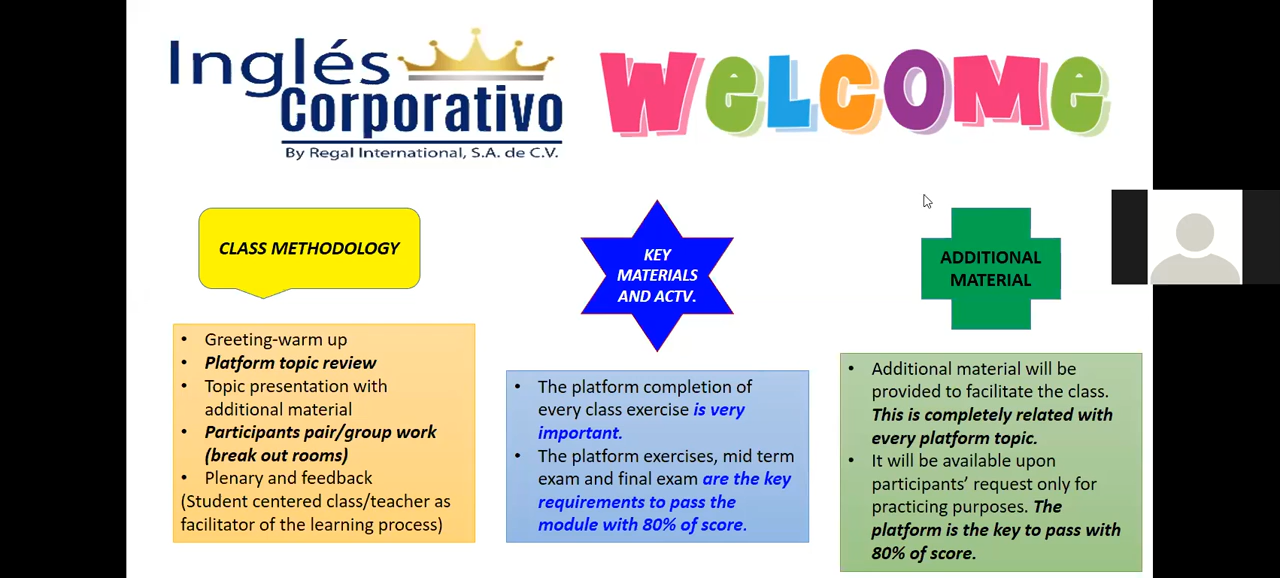 Inglés
Corporativo
By Regal International, S.A. de C.V.
WELCOME
CLASS METHODOLOGY
• Greeting-warm up
• Platform topic review
• Topic presentation with
additional material
• Participants pair/group work
(break out rooms)
• Plenary and feedback
(Student centered class/teacher as
facilitator of the learning process)
KEY
MATERIALS
AND ACTV.
• The platform completion of
every class exercise is very
important.
• The platform exercises, mid term
exam and final exam are the key
requirements to pass the
module with 80% of score.
ADDITIONAL
MATERIAL
• Additional material will be
provided to facilitate the class.
This is completely related with
every platform topic.
• It will be available upon
participants’ request only for
practicing purposes. The
platform is the key to pass with
80% of score.